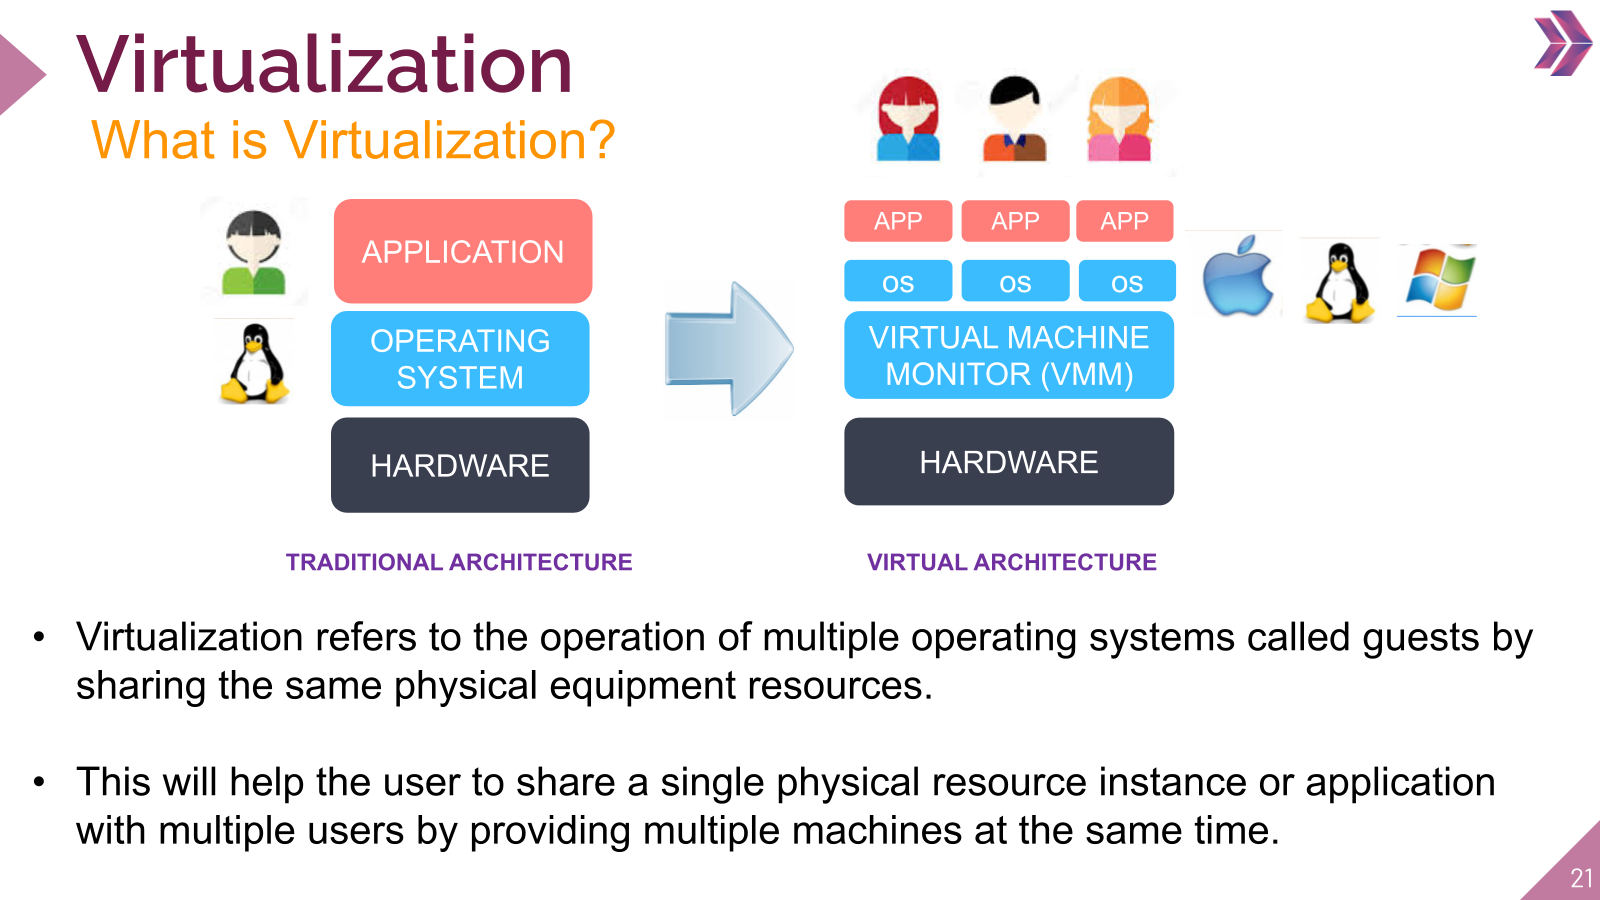 Virtualization
What is Virtualization?
APPLICATION
OPERATING
SYSTEM
HARDWARE
TRADITIONAL ARCHITECTURE
APP APP APP
OS OS OS
VIRTUAL MACHINE
MONITOR (VMM)
HARDWARE
VIRTUAL ARCHITECTURE
• Virtualization refers to the operation of multiple operating systems called guests by
sharing the same physical equipment resources.
• This will help the user to share a single physical resource instance or application
with multiple users by providing multiple machines at the same time.
21